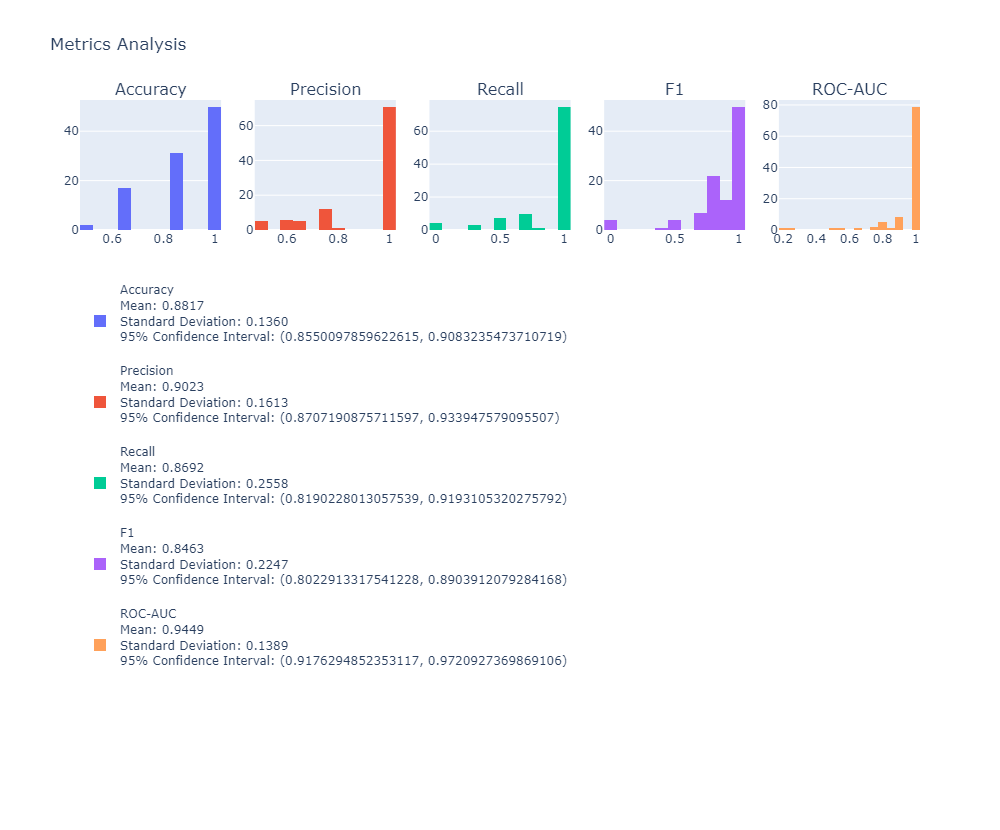 Metrics Analysis
Accuracy
Precision
Recall
F1
ROC-AUC
40
20
0
0.6 0.8 1
60
40
20
0
0.6 0.8 1
60
40
20
0
0 0.5 1
40
20
0
0 0.5 1
80
60
40
20
0
0.2 0.4 0.6 0.8 1
Accuracy
Mean: 0.8817
Standard Deviation: 0.1360
95% Confidence Interval: (0.8550097859622615, 0.9083235473710719)
Precision
Mean: 0.9023
Standard Deviation: 0.1613
95% Confidence Interval: (0.8707190875711597, 0.933947579095507)
Recall
Mean: 0.8692
Standard Deviation: 0.2558
95% Confidence Interval: (0.8190228013057539, 0.9193105320275792)
F1
Mean: 0.8463
Standard Deviation: 0.2247
95% Confidence Interval: (0.8022913317541228, 0.8903912079284168)
ROC-AUC
Mean: 0.9449
Standard Deviation: 0.1389
95% Confidence Interval: (0.9176294852353117, 0.9720927369869106)